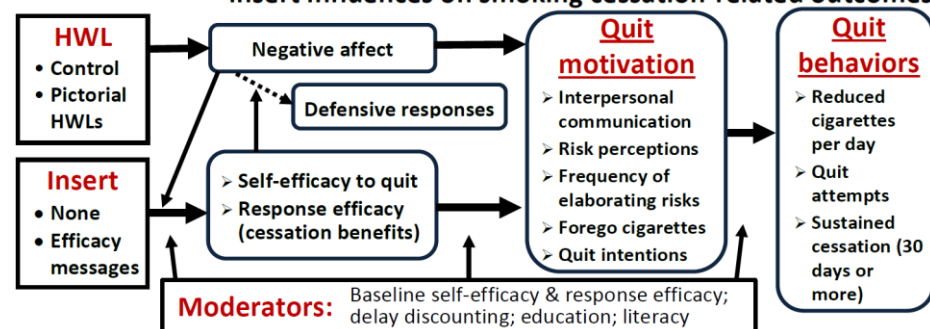 Insert influences on smoking cessation-related outcomes
HWL
• Control
• Pictorial
HWLs
Negative affect
Defensive responses
Insert
• None
• Efficacy
messages
➢ Self-efficacy to quit
➢ Response efficacy
(cessation benefits)
Quit
motivation
➢ Interpersonal
communication
➢ Risk perceptions
➢ Frequency of
elaborating risks
➢ Forego cigarettes
➢ Quit intentions
Quit
behaviors
➢ Reduced
cigarettes
per day
➢ Quit
attempts
➢ Sustained
cessation (30
days or
more)
Moderators: Baseline self-efficacy & response efficacy;
delay discounting; education; literacy